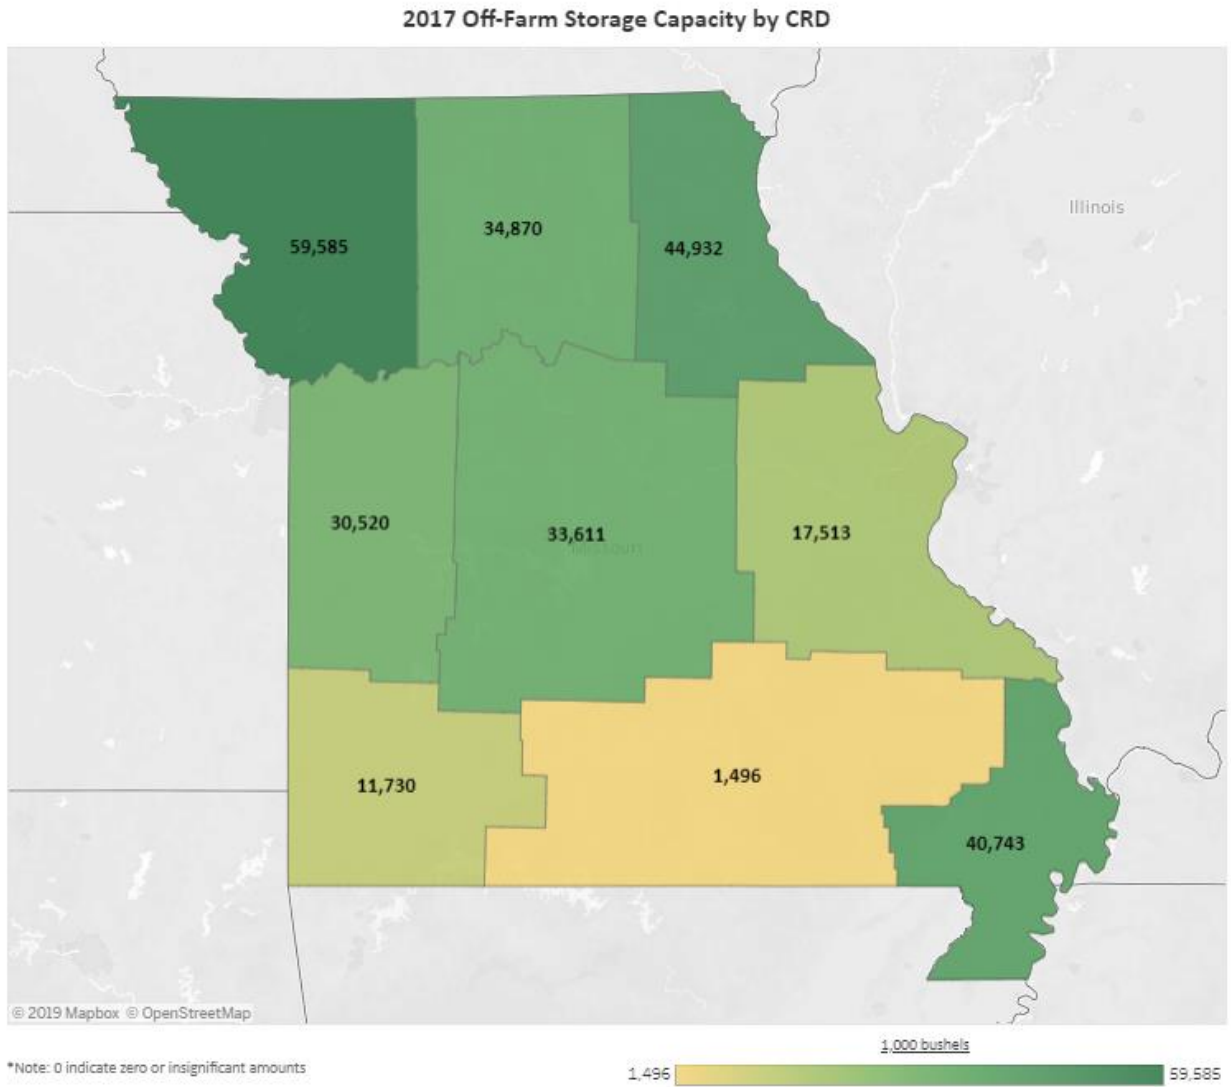 2017 Off-Farm Storage Capacity by CRD
Illinois
34,870
59,585
44,932
30,520
33,611
17,513
Missouri
1,496
11,730
40,743
© 2019 Mapbox © OpenStreetMap
1,000 bushels
*Note: 0 indicate zero or insignificant amounts
1,496
59,585